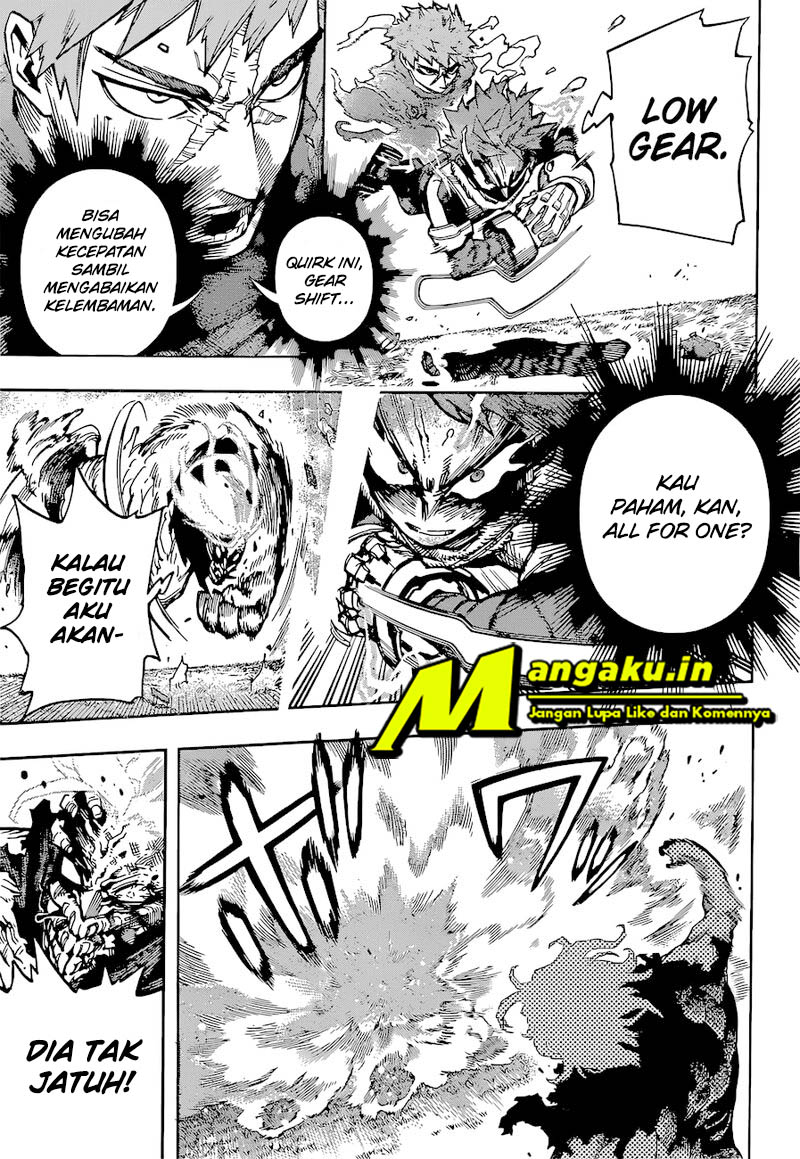 LOW
GEAR.
QUIRK INI,
GEAR
SHIFT...
BISA
MENGUBAH
KECEPATAN
SAMBIL
MENGABAIKAN
KELEMBAMAN.
KAU
PAHAM, KAN,
ALL FOR ONE?
KALAU
BEGITU
AKU
AKAN-
Mangaku.in
Jangan Lupa Like dan Komennya
DIA TAK
JATUH!